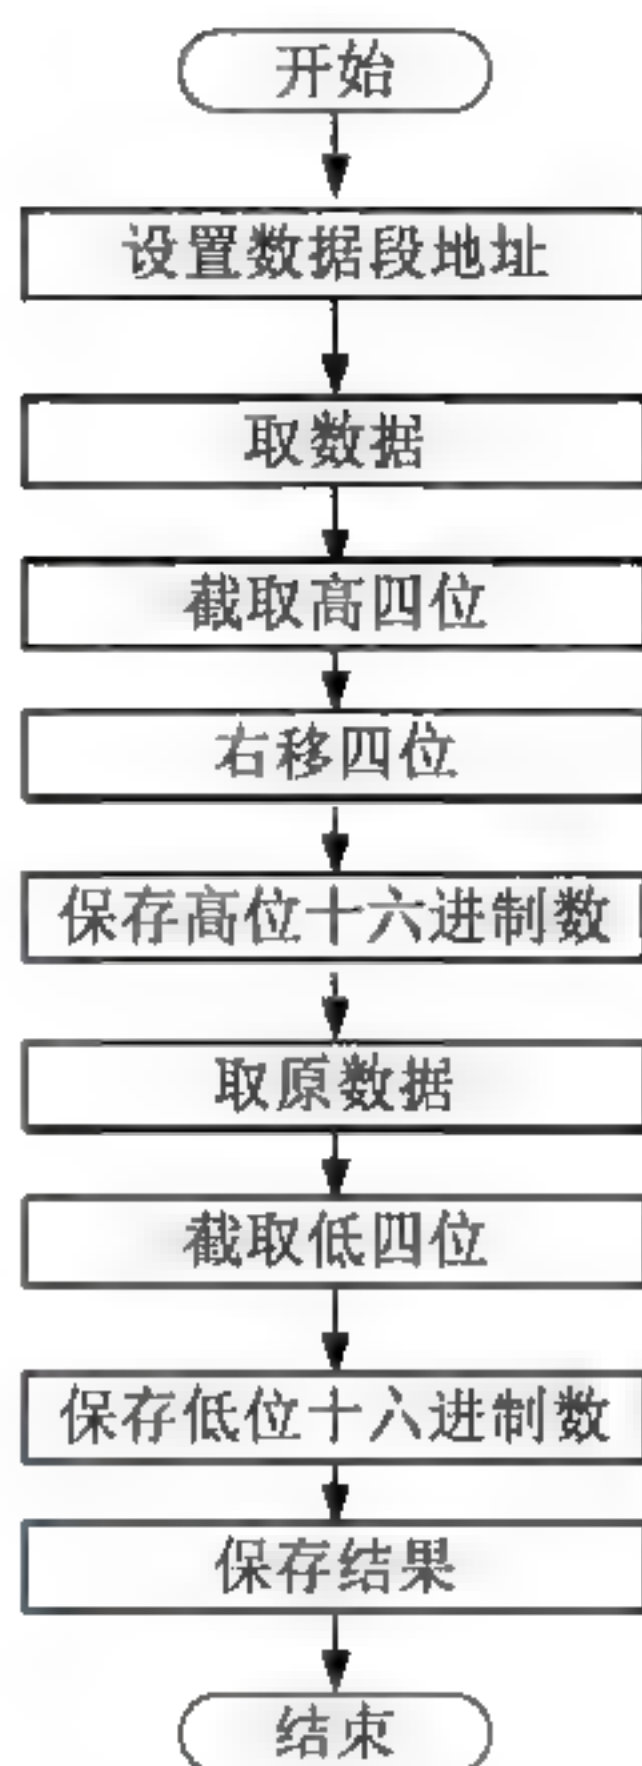 开始
设置数据段地址
取数据
截取高四位
右移四位
保存高位十六进制数
取原数据
截取低四位
保存低位十六进制数
保存结果
结束